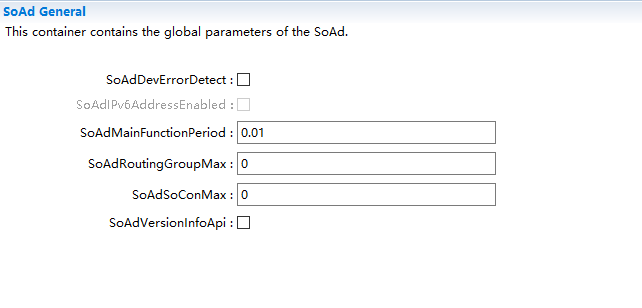 SoAd General
This container contains the global parameters of the SoAd.
SoAdDevErrorDetect :
SoAdIPv6AddressEnabled :
SoAdMainFunctionPeriod : 0.01
SoAdRoutingGroupMax : 0
SoAdSoConMax : 0
SoAdVersionInfoApi :